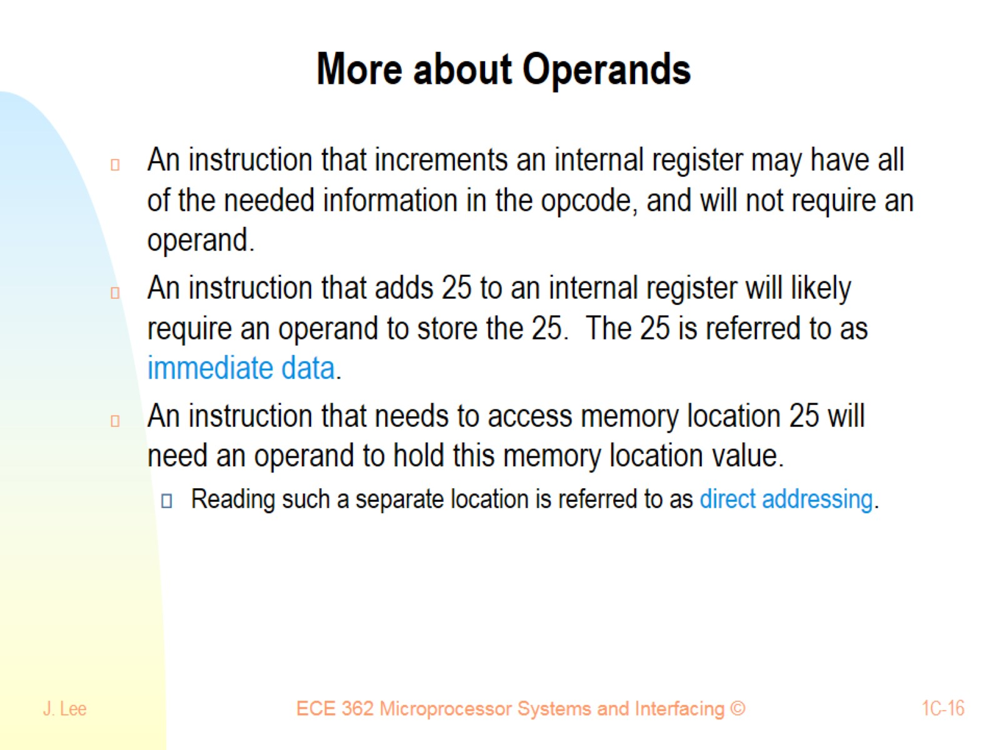 More about Operands
An instruction that increments an internal register may have all
of the needed information in the opcode, and will not require an
operand.
An instruction that adds 25 to an internal register will likely
require an operand to store the 25.  The 25 is referred to as
immediate data.
An instruction that needs to access memory location 25 will
need an operand to hold this memory location value.
Reading such a separate location is referred to as direct addressing.
J. Lee
ECE 362 Microprocessor Systems and Interfacing ©
1C-16